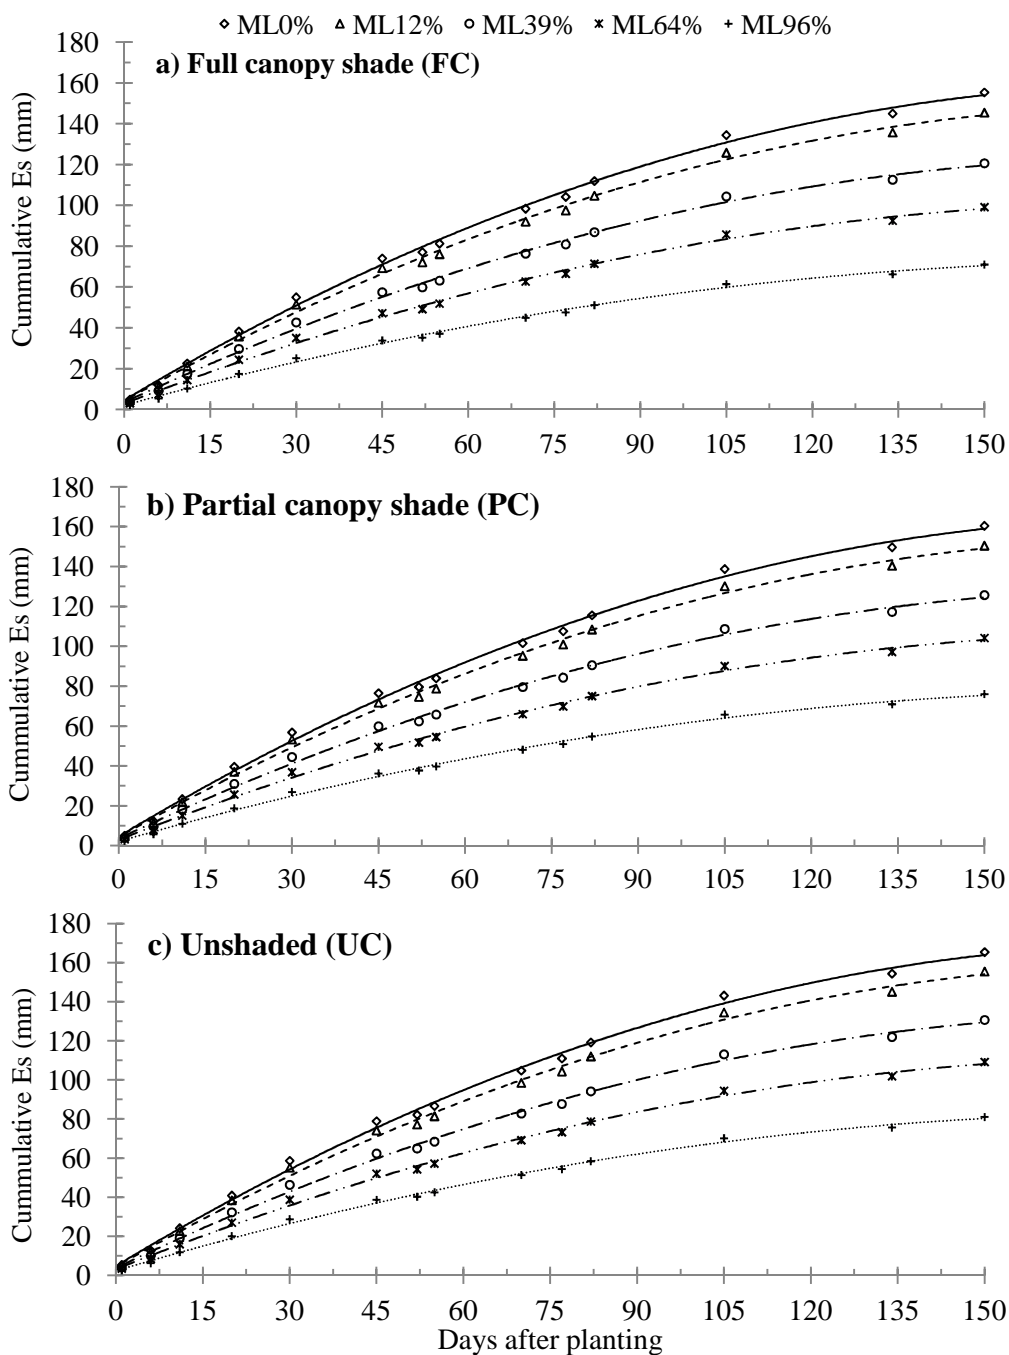 ML0% ML12% ML39% ML64% ML96%
a) Full canopy shade (FC)
Cummulative Es (mm)
180
160
140
120
100
80
60
40
20
0
0 15 30 45 60 75 90 105 120 135 150
b) Partial canopy shade (PC)
Cummulative Es (mm)
180
160
140
120
100
80
60
40
20
0
0 15 30 45 60 75 90 105 120 135 150
c) Unshaded (UC)
Cummulative Es (mm)
180
160
140
120
100
80
60
40
20
0
0 15 30 45 60 75 90 105 120 135 150
Days after planting